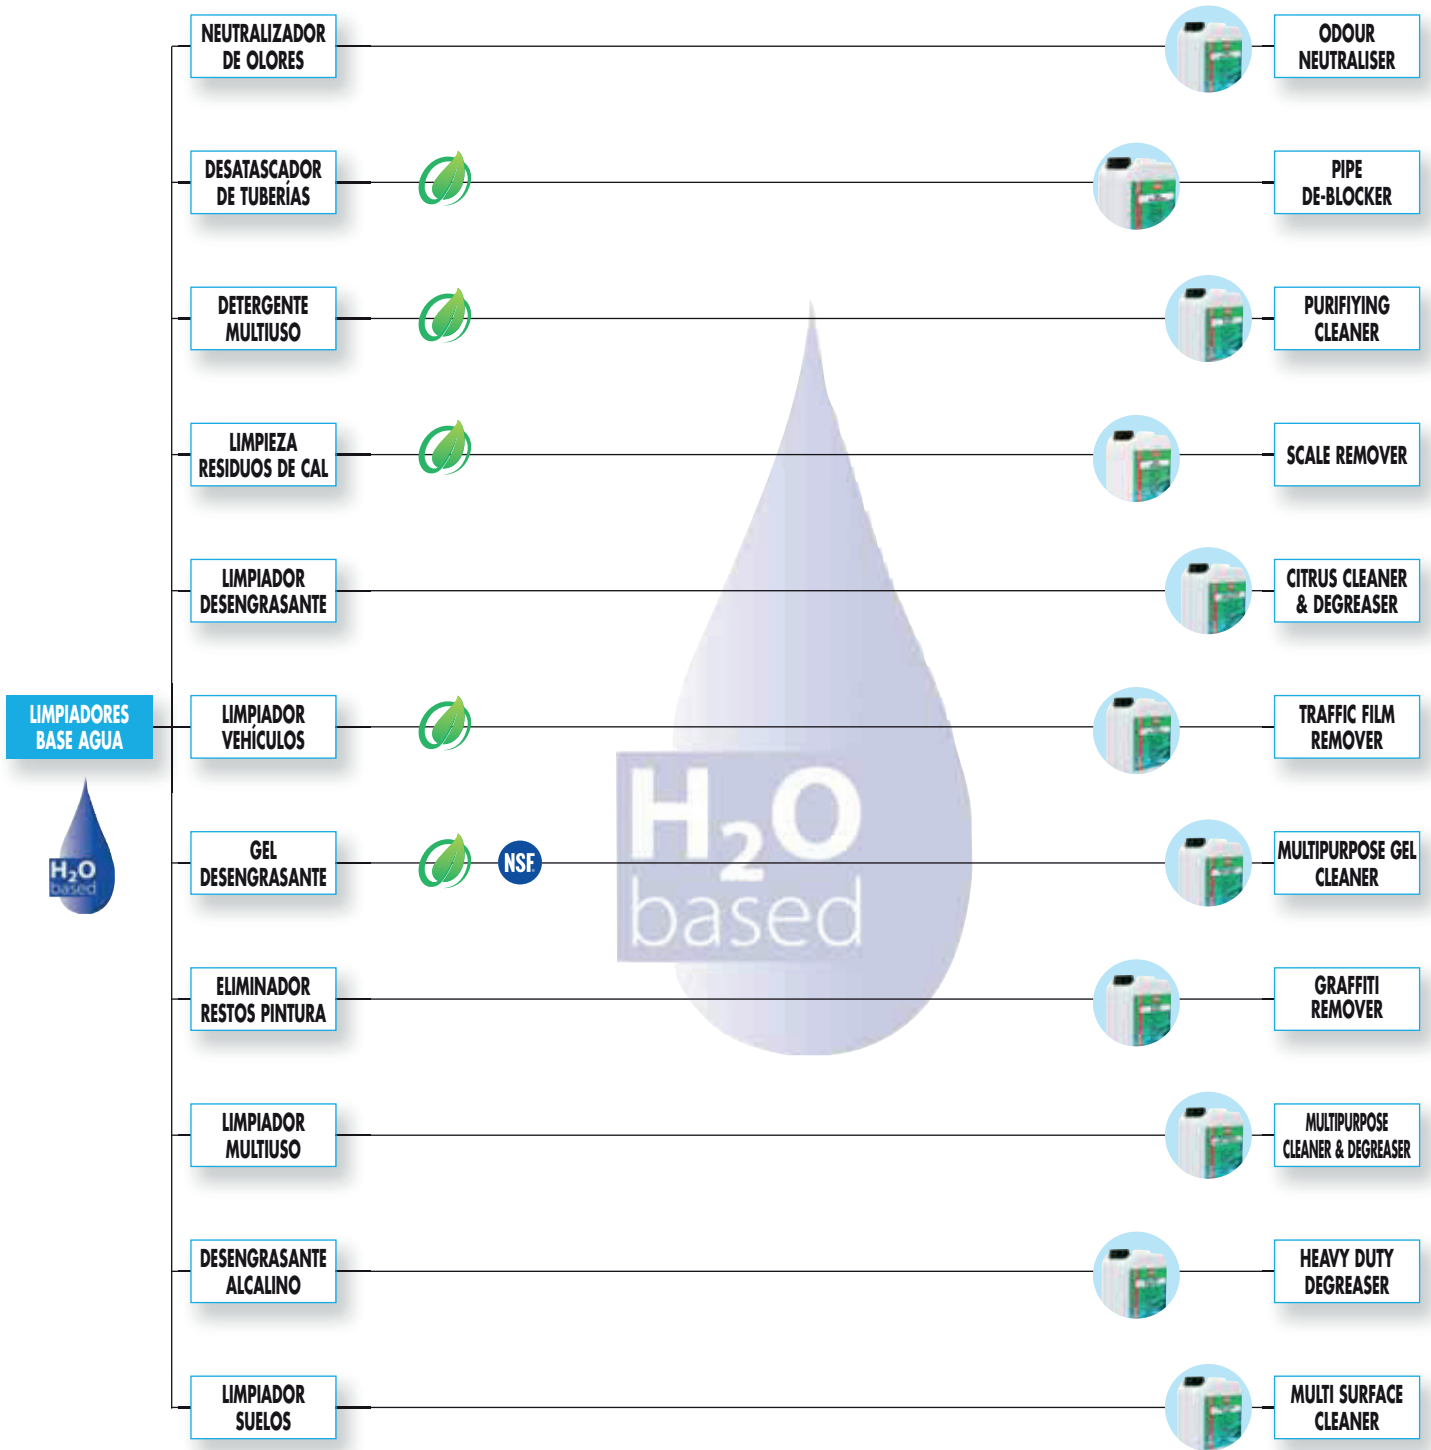 NEUTRALIZADOR
DE OLORES
ODOUR
NEUTRALISER
DESATASCADOR
DE TUBERÍAS
PIPE
DE-BLOCKER
DETERGENTE
MULTIUSO
PURIFIYING
CLEANER
LIMPIEZA
RESIDUOS DE CAL
SCALE REMOVER
LIMPIADOR
DESENGRASANTE
CITRUS CLEANER
& DEGREASER
LIMPIADORES
BASE AGUA
H₂O
based
LIMPIADOR
VEHÍCULOS
TRAFFIC FILM
REMOVER
GEL
DESENGRASANTE
NSF
H₂O
based
MULTIPURPOSE GEL
CLEANER
ELIMINADOR
RESTOS PINTURA
GRAFFITI
REMOVER
LIMPIADOR
MULTIUSO
MULTIPURPOSE
CLEANER & DEGREASER
DESENGRASANTE
ALCALINO
HEAVY DUTY
DEGREASER
LIMPIADOR
SUELOS
MULTI SURFACE
CLEANER